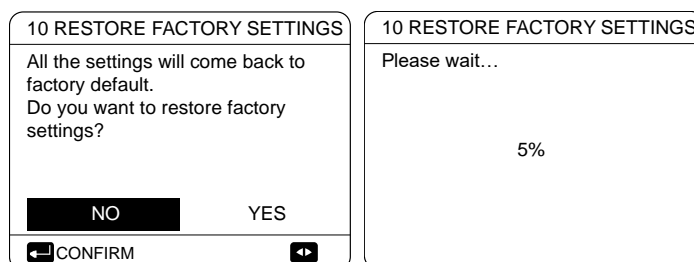 10 RESTORE FACTORY SETTINGS
All the settings will come back to
factory default.
Do you want to restore factory
settings?
NO YES
CONFIRM
10 RESTORE FACTORY SETTINGS
Please wait…
5%